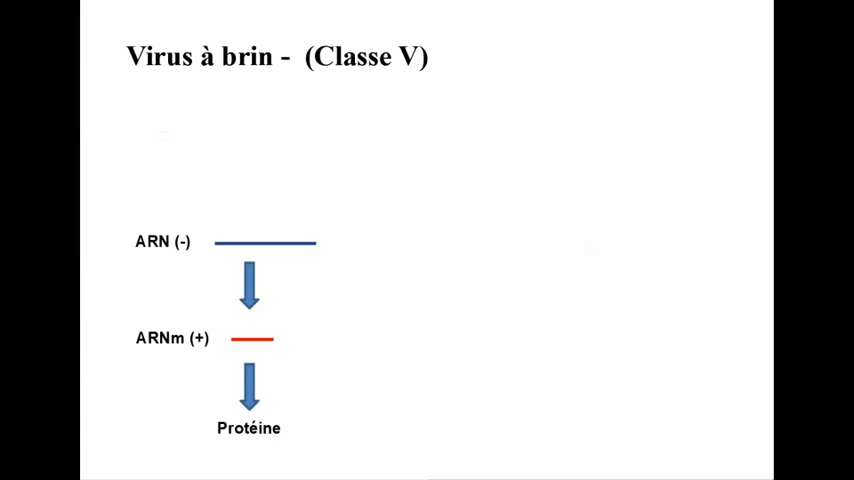 Virus à brin -  (Classe V)
ARN (-)
ARNm (+)
Protéine